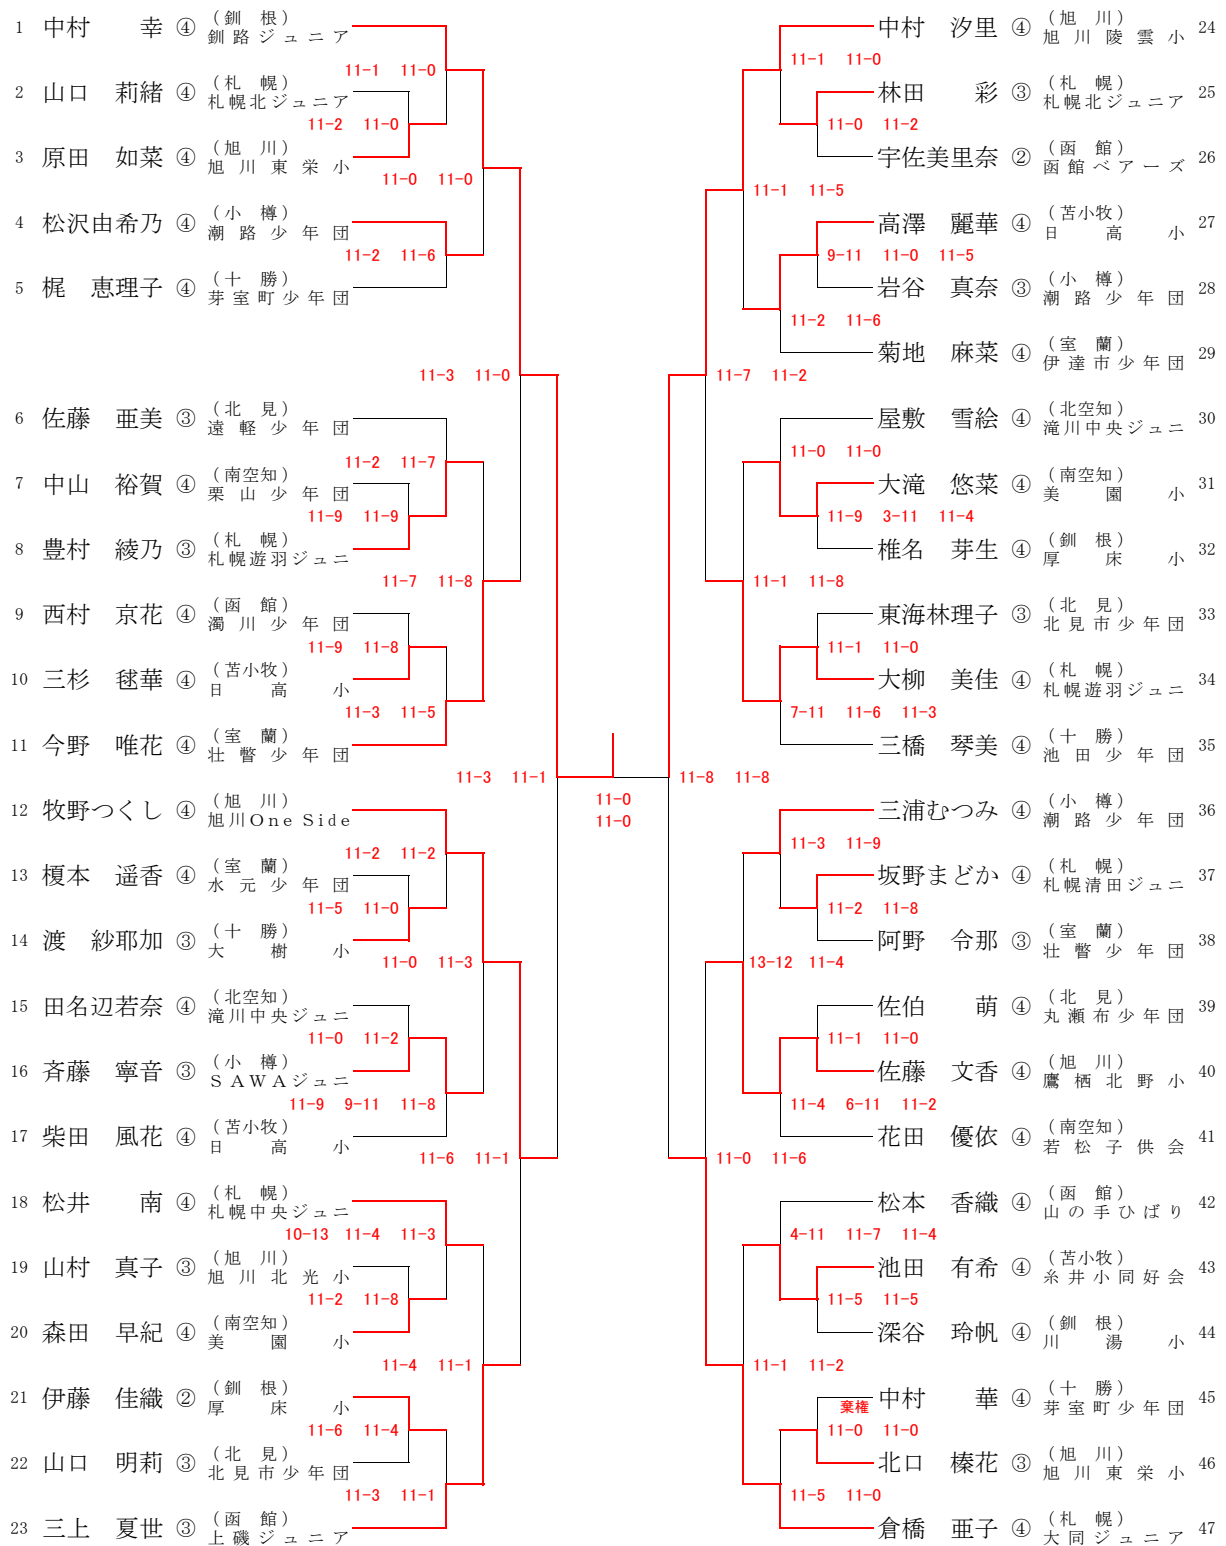 1 中村　幸 ④ （釧　根） 釧路ジュニア
11-1 11-0
2 山口　莉緒 ④ （札　幌） 札幌北ジュニア
11-2 11-0
3 原田　如菜 ④ （旭　川） 旭川東栄小
11-0 11-0
4 松沢由希乃 ④ （小　樽） 潮路少年団
11-2 11-6
5 梶　恵理子 ④ （十　勝） 芽室町少年団
11-3 11-0
6 佐藤　亜美 ③ （北　見） 遠軽少年団
11-2 11-7
7 中山　裕賀 ④ （南空知） 栗山少年団
11-9 11-9
8 豊村　綾乃 ③ （札　幌） 札幌遊羽ジュニ
11-7 11-8
9 西村　京花 ④ （函　館） 濁川少年団
11-9 11-8
10 三杉　毬華 ④ （苫小牧） 日高小
11-3 11-5
11 今野　唯花 ④ （室　蘭） 壮瞥少年団
11-3 11-1
12 牧野つくし ④ （旭　川） 旭川One Side
11-2 11-2
13 榎本　遥香 ④ （室　蘭） 水元少年団
11-5 11-0
14 渡　紗耶加 ③ （十　勝） 大樹小
11-0 11-3
15 田名辺若奈 ④ （北空知） 滝川中央ジュニ
11-0 11-2
16 斉藤　寧音 ③ （小　樽） SAWAジュニ
11-9 9-11 11-8
17 柴田　風花 ④ （苫小牧） 日高小
11-6 11-1
18 松井　南 ④ （札　幌） 札幌中央ジュニ
10-13 11-4 11-3
19 山村　真子 ③ （旭　川） 旭川北光小
11-2 11-8
20 森田　早紀 ④ （南空知） 美園小
11-4 11-1
21 伊藤　佳織 ② （釧　根） 厚床小
11-6 11-4
22 山口　明莉 ③ （北　見） 北見市少年団
11-3 11-1
23 三上　夏世 ③ （函　館） 上磯ジュニア
11-0
11-0
中村　汐里 ④ （旭　川） 旭川陵雲小 24
11-1 11-0
林田　彩 ③ （札　幌） 札幌北ジュニア 25
11-0 11-2
宇佐美里奈 ② （函　館） 函館ベアーズ 26
11-1 11-5
高澤　麗華 ④ （苫小牧） 日高小 27
9-11 11-0 11-5
岩谷　真奈 ③ （小　樽） 潮路少年団 28
11-2 11-6
菊地　麻菜 ④ （室　蘭） 伊達市少年団 29
11-7 11-2
屋敷　雪絵 ④ （北空知） 滝川中央ジュニ 30
11-0 11-0
大滝　悠菜 ④ （南空知） 美園小 31
11-9 3-11 11-4
椎名　芽生 ④ （釧　根） 厚床小 32
11-1 11-8
東海林理子 ③ （北　見） 北見市少年団 33
11-1 11-0
大柳　美佳 ④ （札　幌） 札幌遊羽ジュニ 34
7-11 11-6 11-3
三橋　琴美 ④ （十　勝） 池田少年団 35
11-8 11-8
三浦むつみ ④ （小　樽） 潮路少年団 36
11-3 11-9
坂野まどか ④ （札　幌） 札幌清田ジュニ 37
11-2 11-8
阿野　令那 ③ （室　蘭） 壮瞥少年団 38
13-12 11-4
佐伯　萌 ④ （北　見） 丸瀬布少年団 39
11-1 11-0
佐藤　文香 ④ （旭　川） 鷹栖北野小 40
11-4 6-11 11-2
花田　優依 ④ （南空知） 若松子供会 41
11-0 11-6
松本　香織 ④ （函　館） 山の手ひばり 42
4-11 11-7 11-4
池田　有希 ④ （苫小牧） 糸井小同好会 43
11-5 11-5
深谷　玲帆 ④ （釧　根） 川湯小 44
11-1 11-2
中村　華 ④ （十　勝） 芽室町少年団 45
棄権
11-0 11-0
北口　榛花 ③ （旭　川） 旭川東栄小 46
11-5 11-0
倉橋　亜子 ④ （札　幌） 大同ジュニア 47